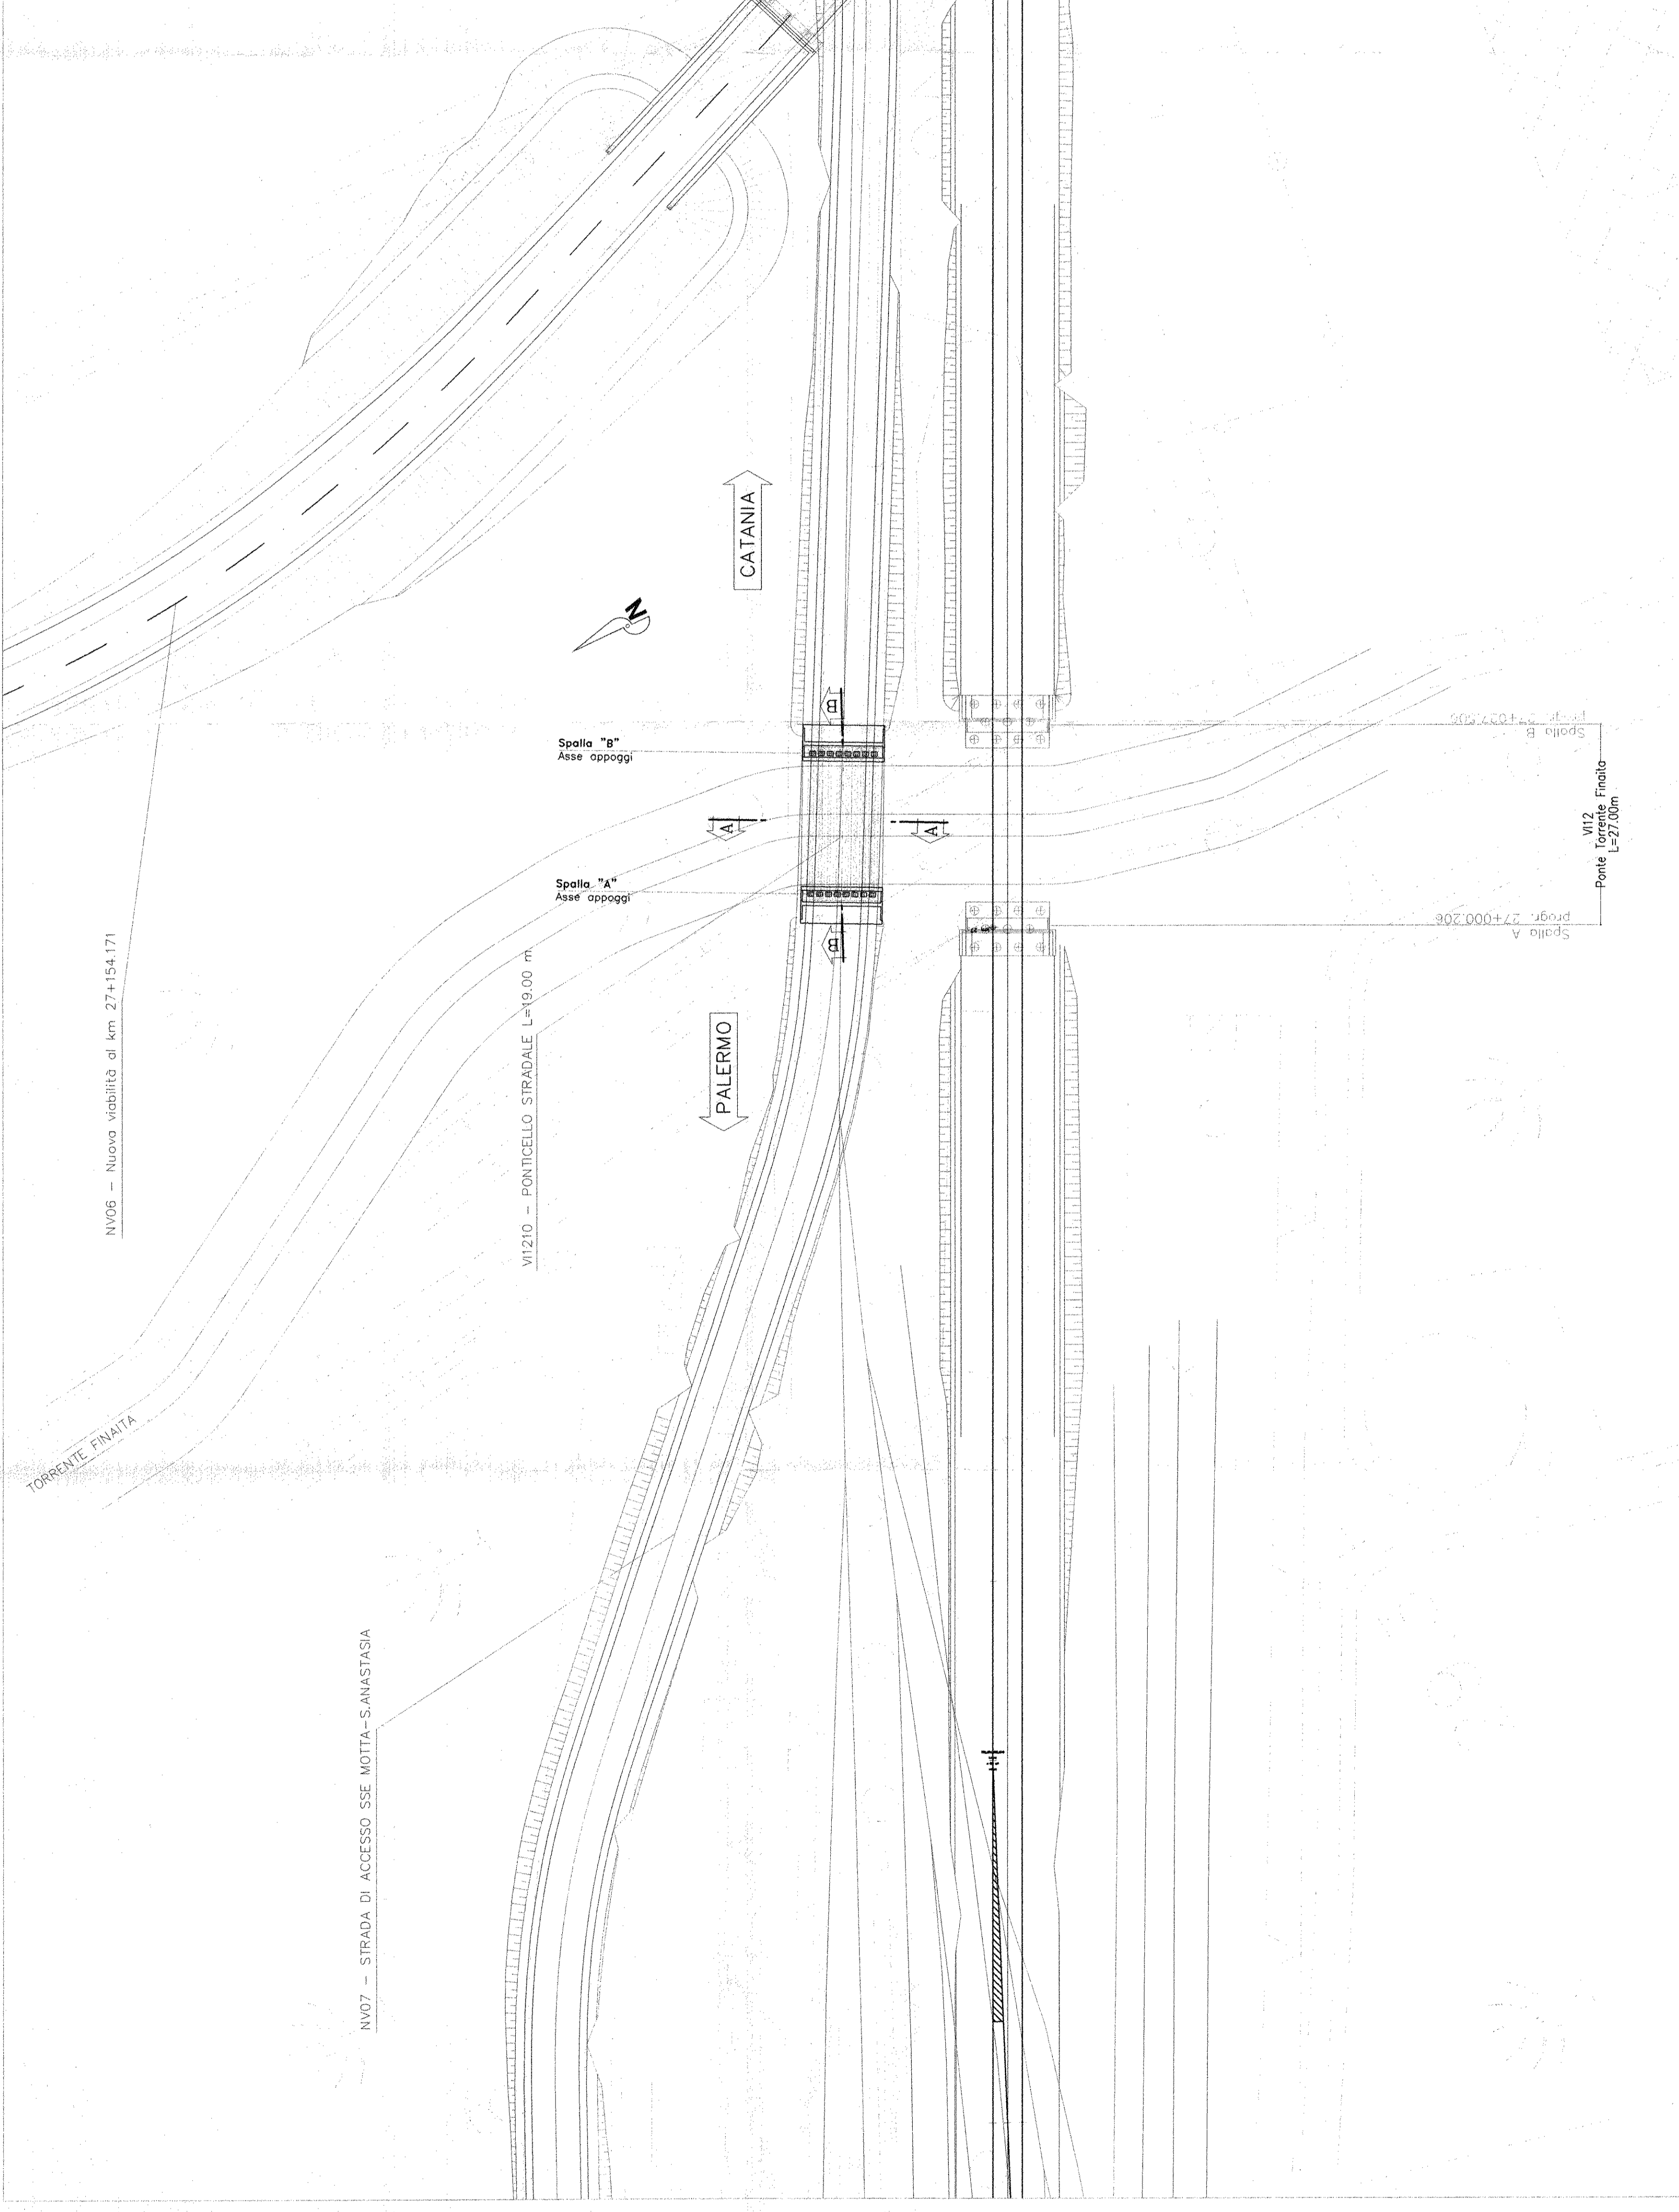 CATANIA
N
B
Spalla "B"
Asse appoggi
A
A
Spalla "A"
Asse appoggi
B
PALERMO
NV06 - Nuova viabilità al km 27+154.171
VI1210 - PONTICELLO STRADALE L=19.00 m
TORRENTE FINAITA
NV07 - STRADA DI ACCESSO SSE MOTTA-S.ANASTASIA
Spalla B
progr.
VI12
Ponte Torrente Finaita
L=27.00m
Spalla A
progr. 27+000.206